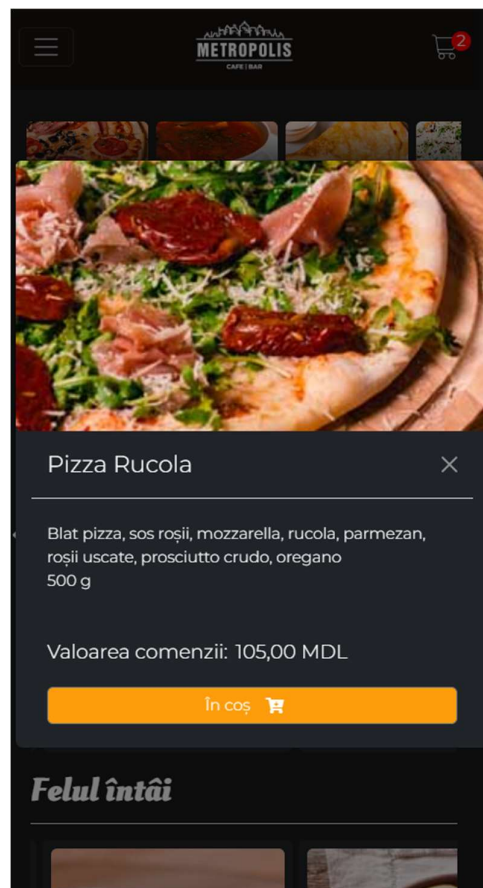 METROPOLIS
CAFE | BAR
2
Pizza Rucola
Blat pizza, sos roșii, mozzarella, rucola, parmezan,
roșii uscate, prosciutto crudo, oregano
500 g
Valoarea comenzii: 105,00 MDL
În coș
Felul întâi